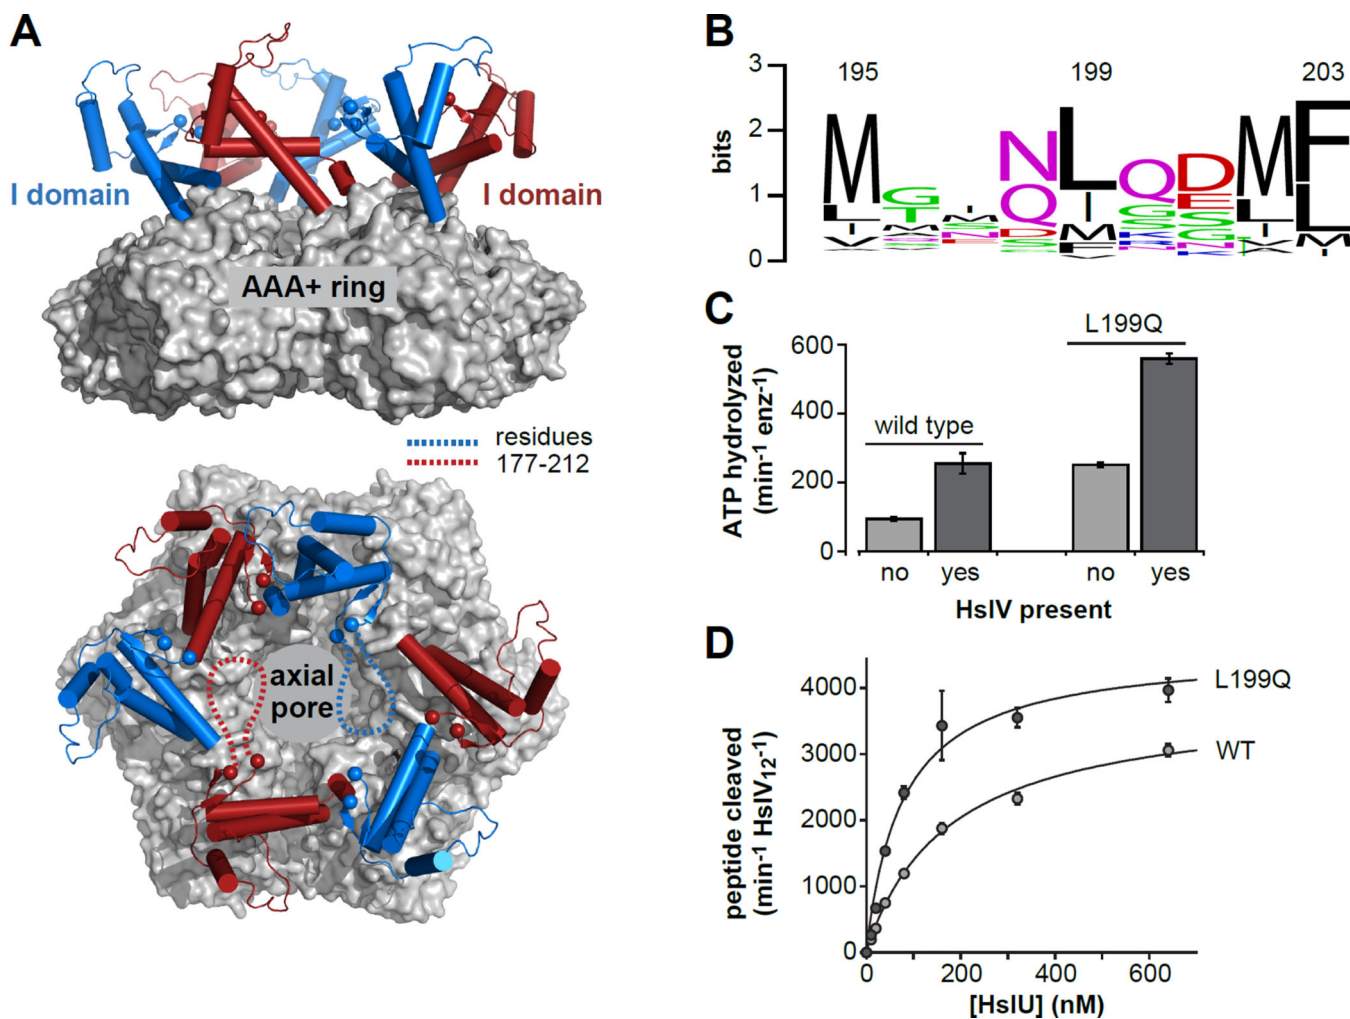 A
I domain
I domain
AAA+ ring
residues
177-212
axial
pore
B
195
199
203
3
2
1
0
bits
C
L199Q
wild type
600
400
200
0
ATP hydrolyzed
(min-1 enz-1)
no
yes
no
yes
HslV present
D
L199Q
WT
4000
3000
2000
1000
0
peptide cleaved
(min-1 HslV12-1)
0
200
400
600
[HslU] (nM)